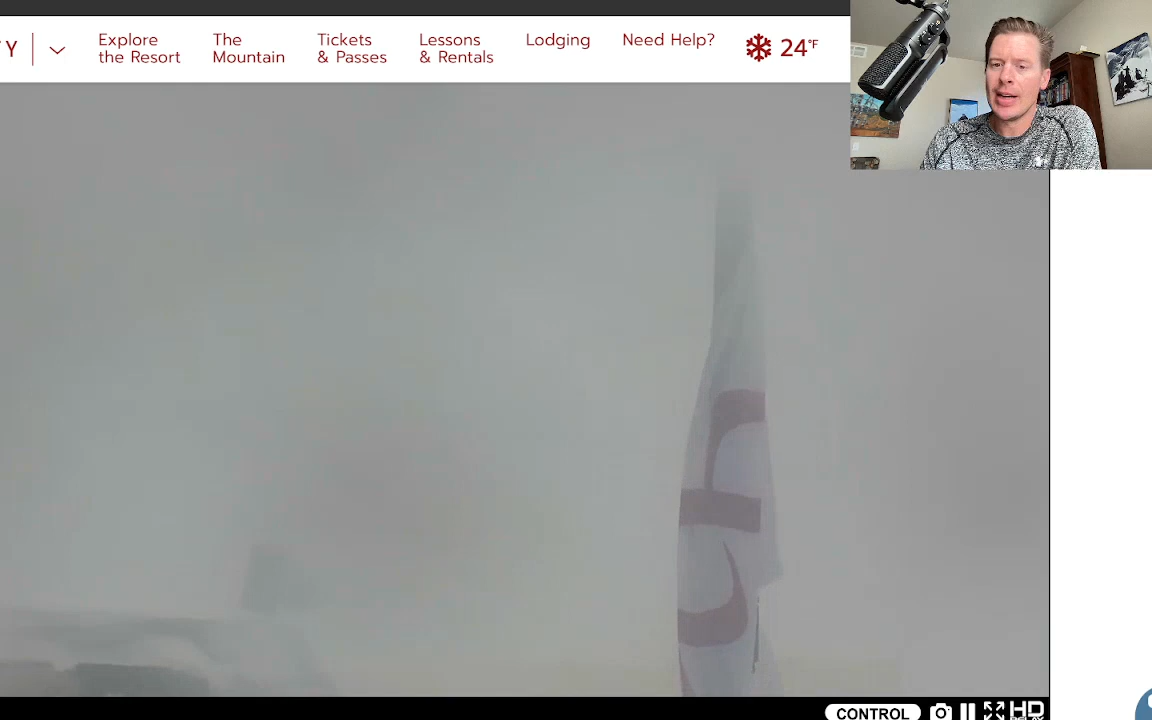 Y
Explore
the Resort
The
Mountain
Tickets
& Passes
Lessons
& Rentals
Lodging
Need Help?
24°F
CONTROL
HD